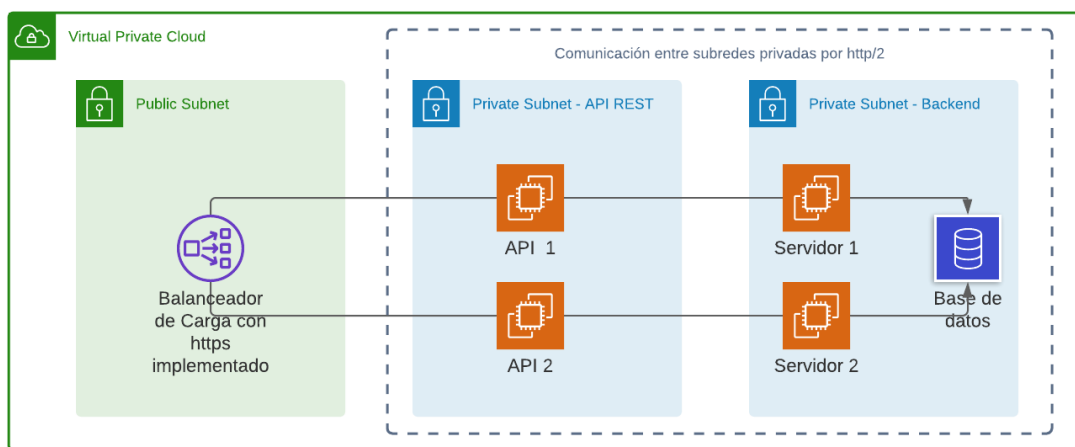 Virtual Private Cloud
Comunicación entre subredes privadas por http/2
Public Subnet
Private Subnet - API REST
Private Subnet - Backend
API 1
Servidor 1
Balanceador
de Carga con
https
implementado
Base de
datos
API 2
Servidor 2